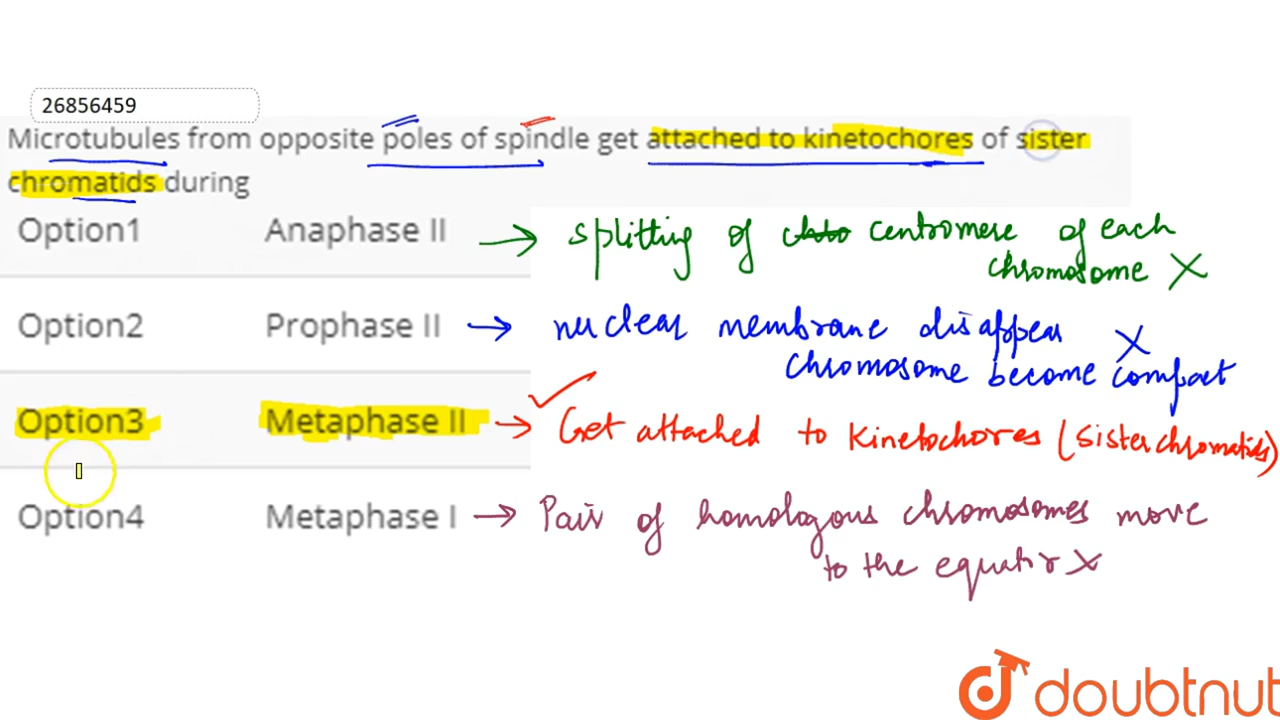 26856459
Microtubules from opposite poles of spindle get attached to kinetochores of sister
chromatids during
Option1 Anaphase II → splitting of centromere of each
chromosome X
Option2 Prophase II → nuclear membrane disappear X
chromosome become compact
Option3 Metaphase II → Get attached to kinetochores (sister chromatids)
Option4 Metaphase I → Pair of homologous chromosomes move
to the equator X
doubtnut